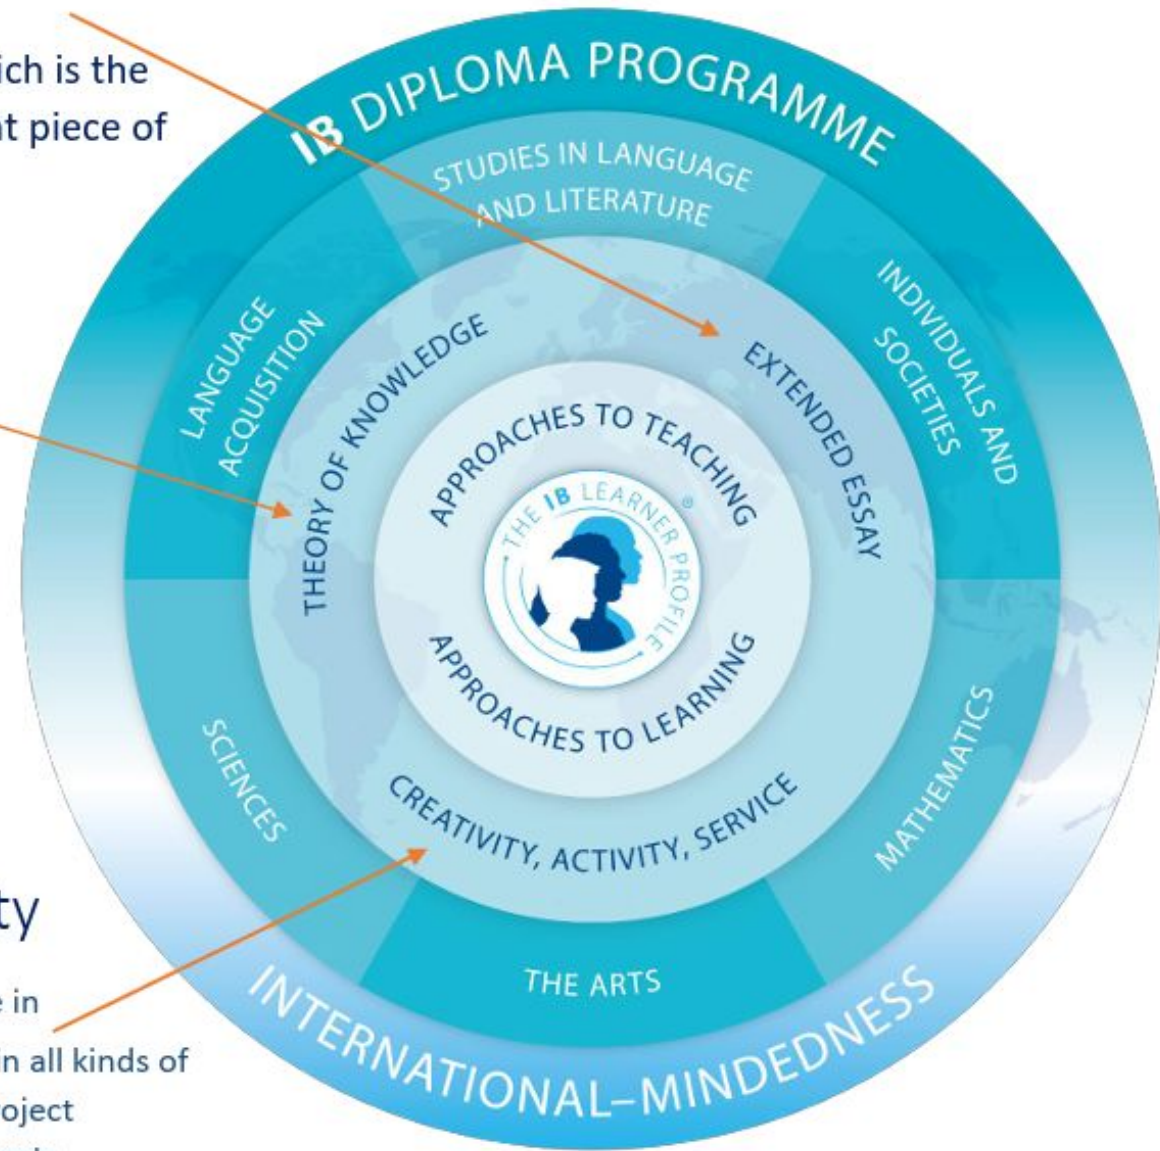 ich is the
piece of
IB DIPLOMA PROGRAMME
STUDIES IN LANGUAGE
AND LITERATURE
INDIVIDUALS AND
SOCIETIES
LANGUAGE
ACQUISITION
THEORY OF KNOWLEDGE
EXTENDED ESSAY
APPROACHES TO TEACHING
THE IB LEARNER PROFILE®
APPROACHES TO LEARNING
SCIENCES
MATHEMATICS
CREATIVITY, ACTIVITY, SERVICE
THE ARTS
INTERNATIONAL–MINDEDNESS
ty
in
in all kinds of
roject